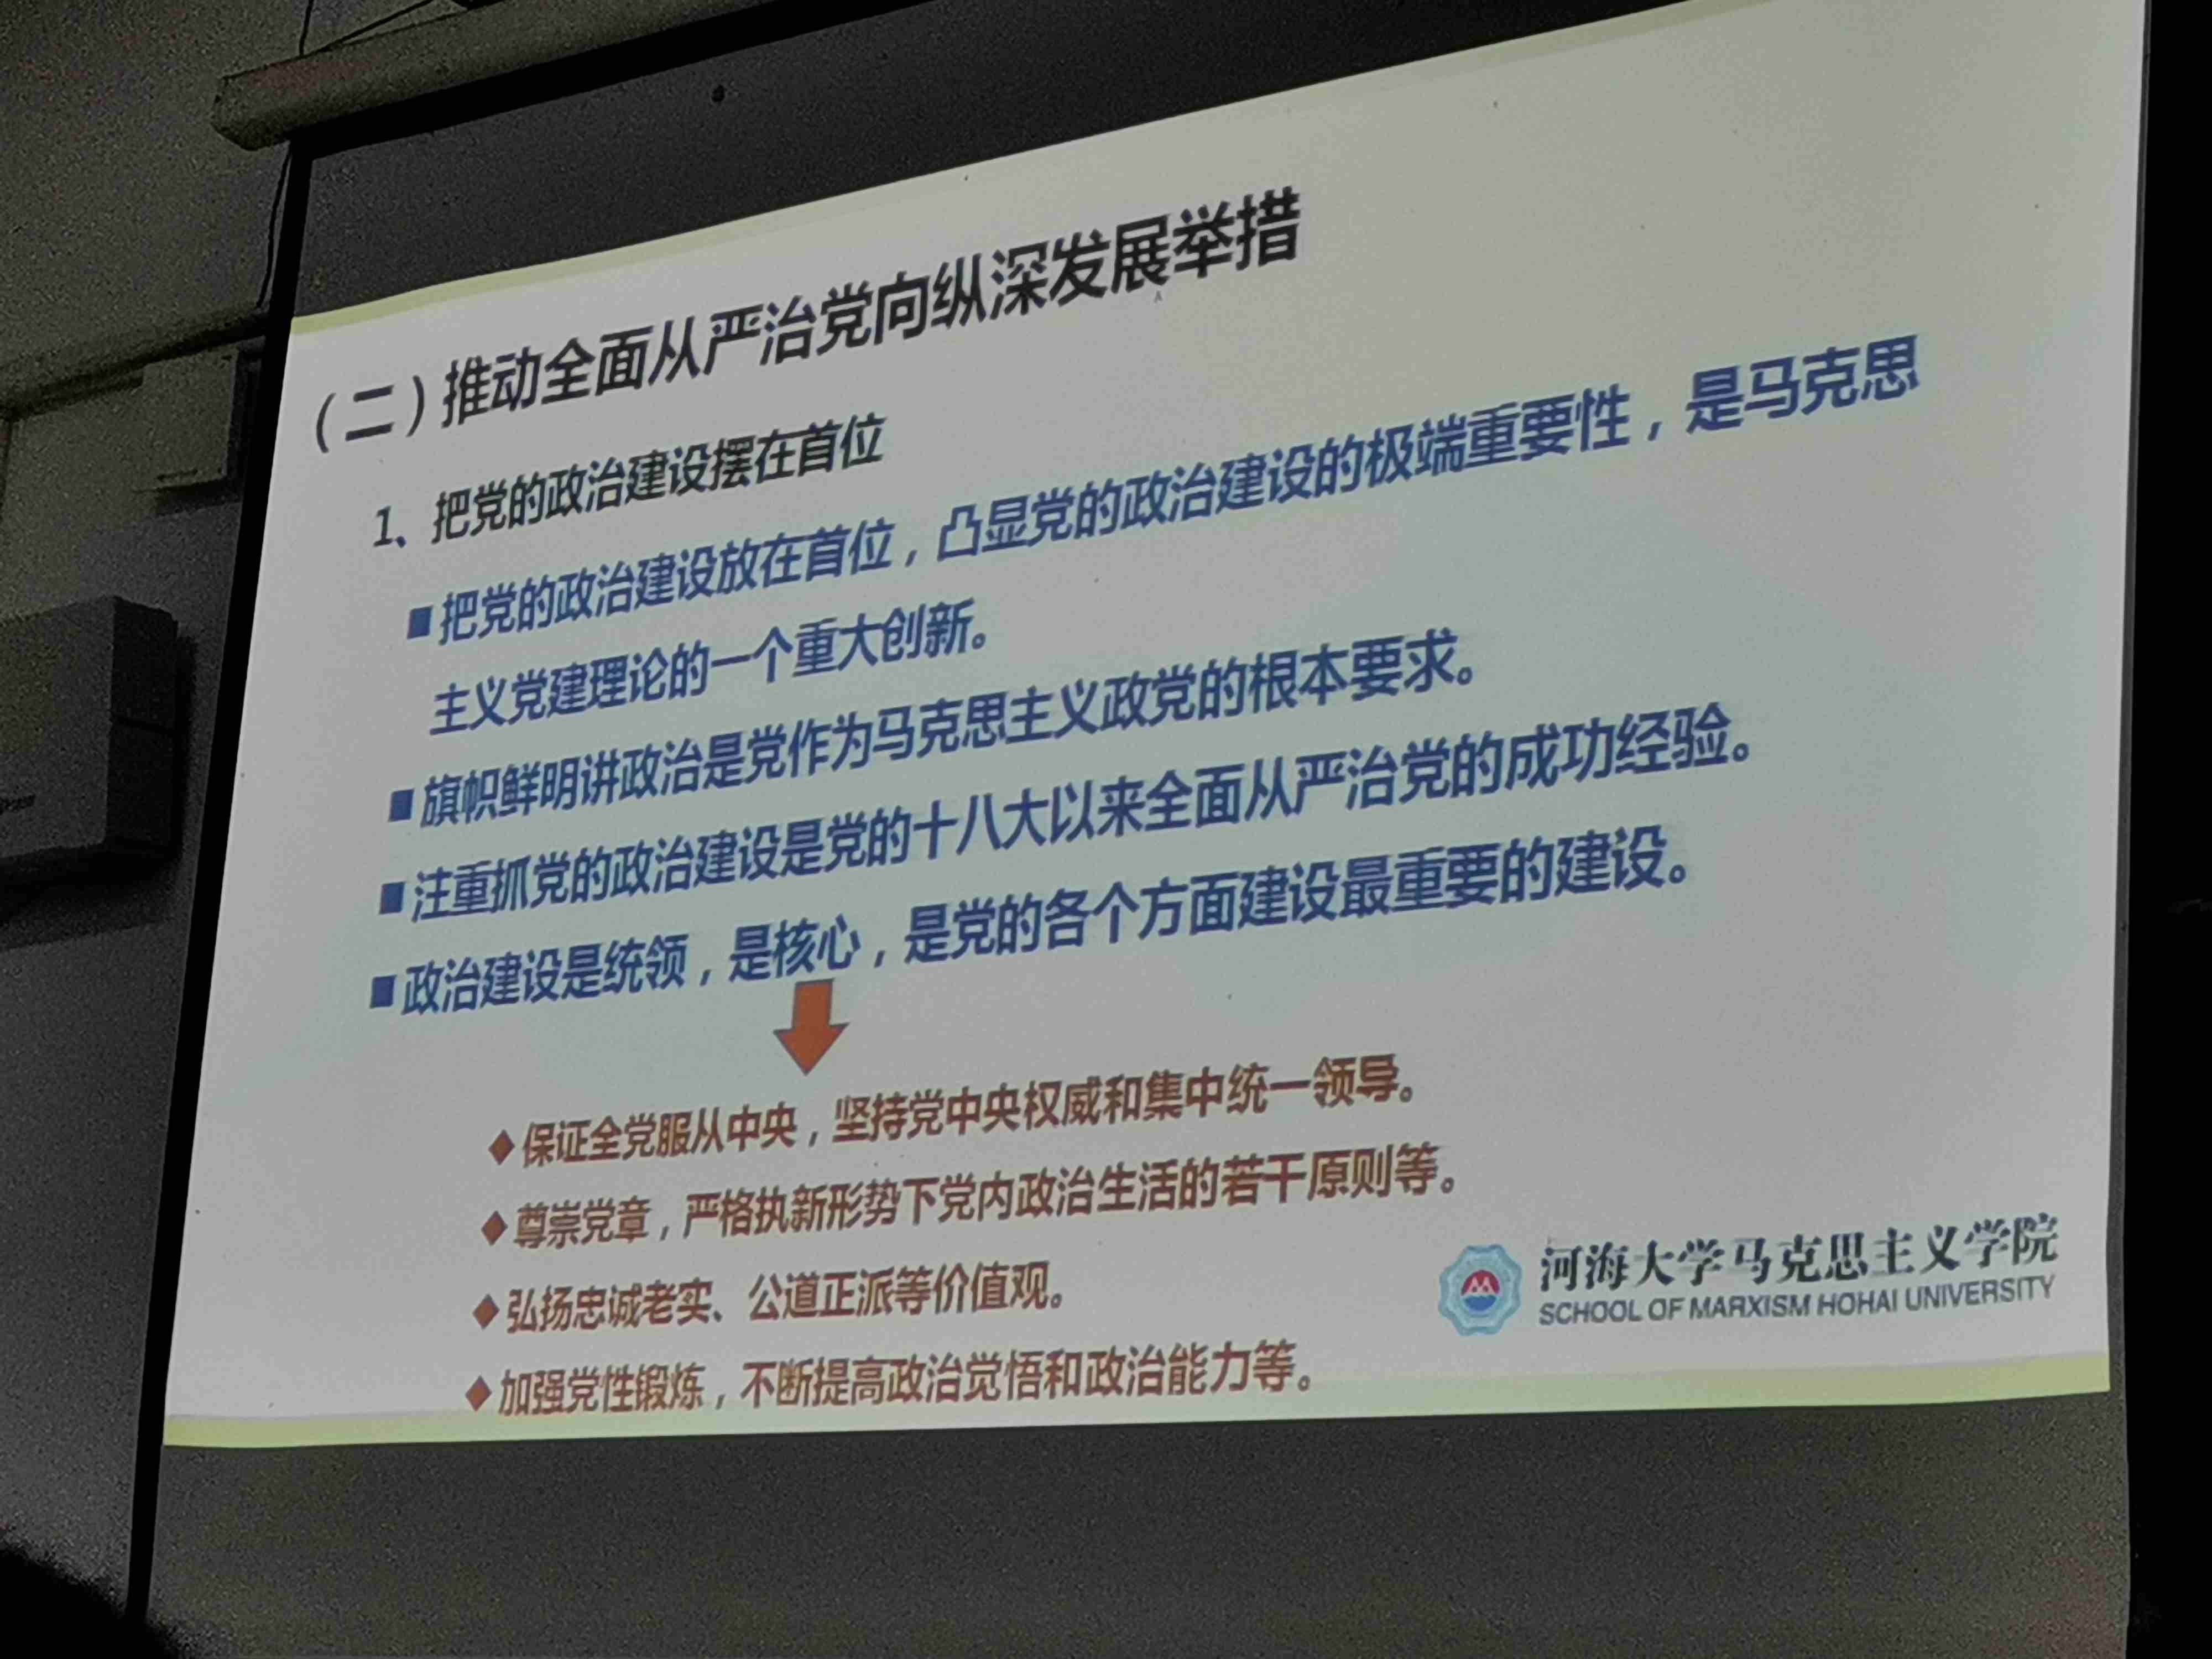 （二）推动全面从严治党向纵深发展举措
1、把党的政治建设摆在首位
■把党的政治建设放在首位，凸显党的政治建设的极端重要性，是马克思
主义党建理论的一个重大创新。
■旗帜鲜明讲政治是党作为马克思主义政党的根本要求。
■注重抓党的政治建设是党的十八大以来全面从严治党的成功经验。
■政治建设是统领，是核心，是党的各个方面建设最重要的建设。
◆保证全党服从中央，坚持党中央权威和集中统一领导。
◆尊崇党章，严格执新形势下党内政治生活的若干原则等。
◆弘扬忠诚老实、公道正派等价值观。
◆加强党性锻炼，不断提高政治觉悟和政治能力等。
河海大学马克思主义学院
SCHOOL OF MARXISM HOHAI UNIVERSITY